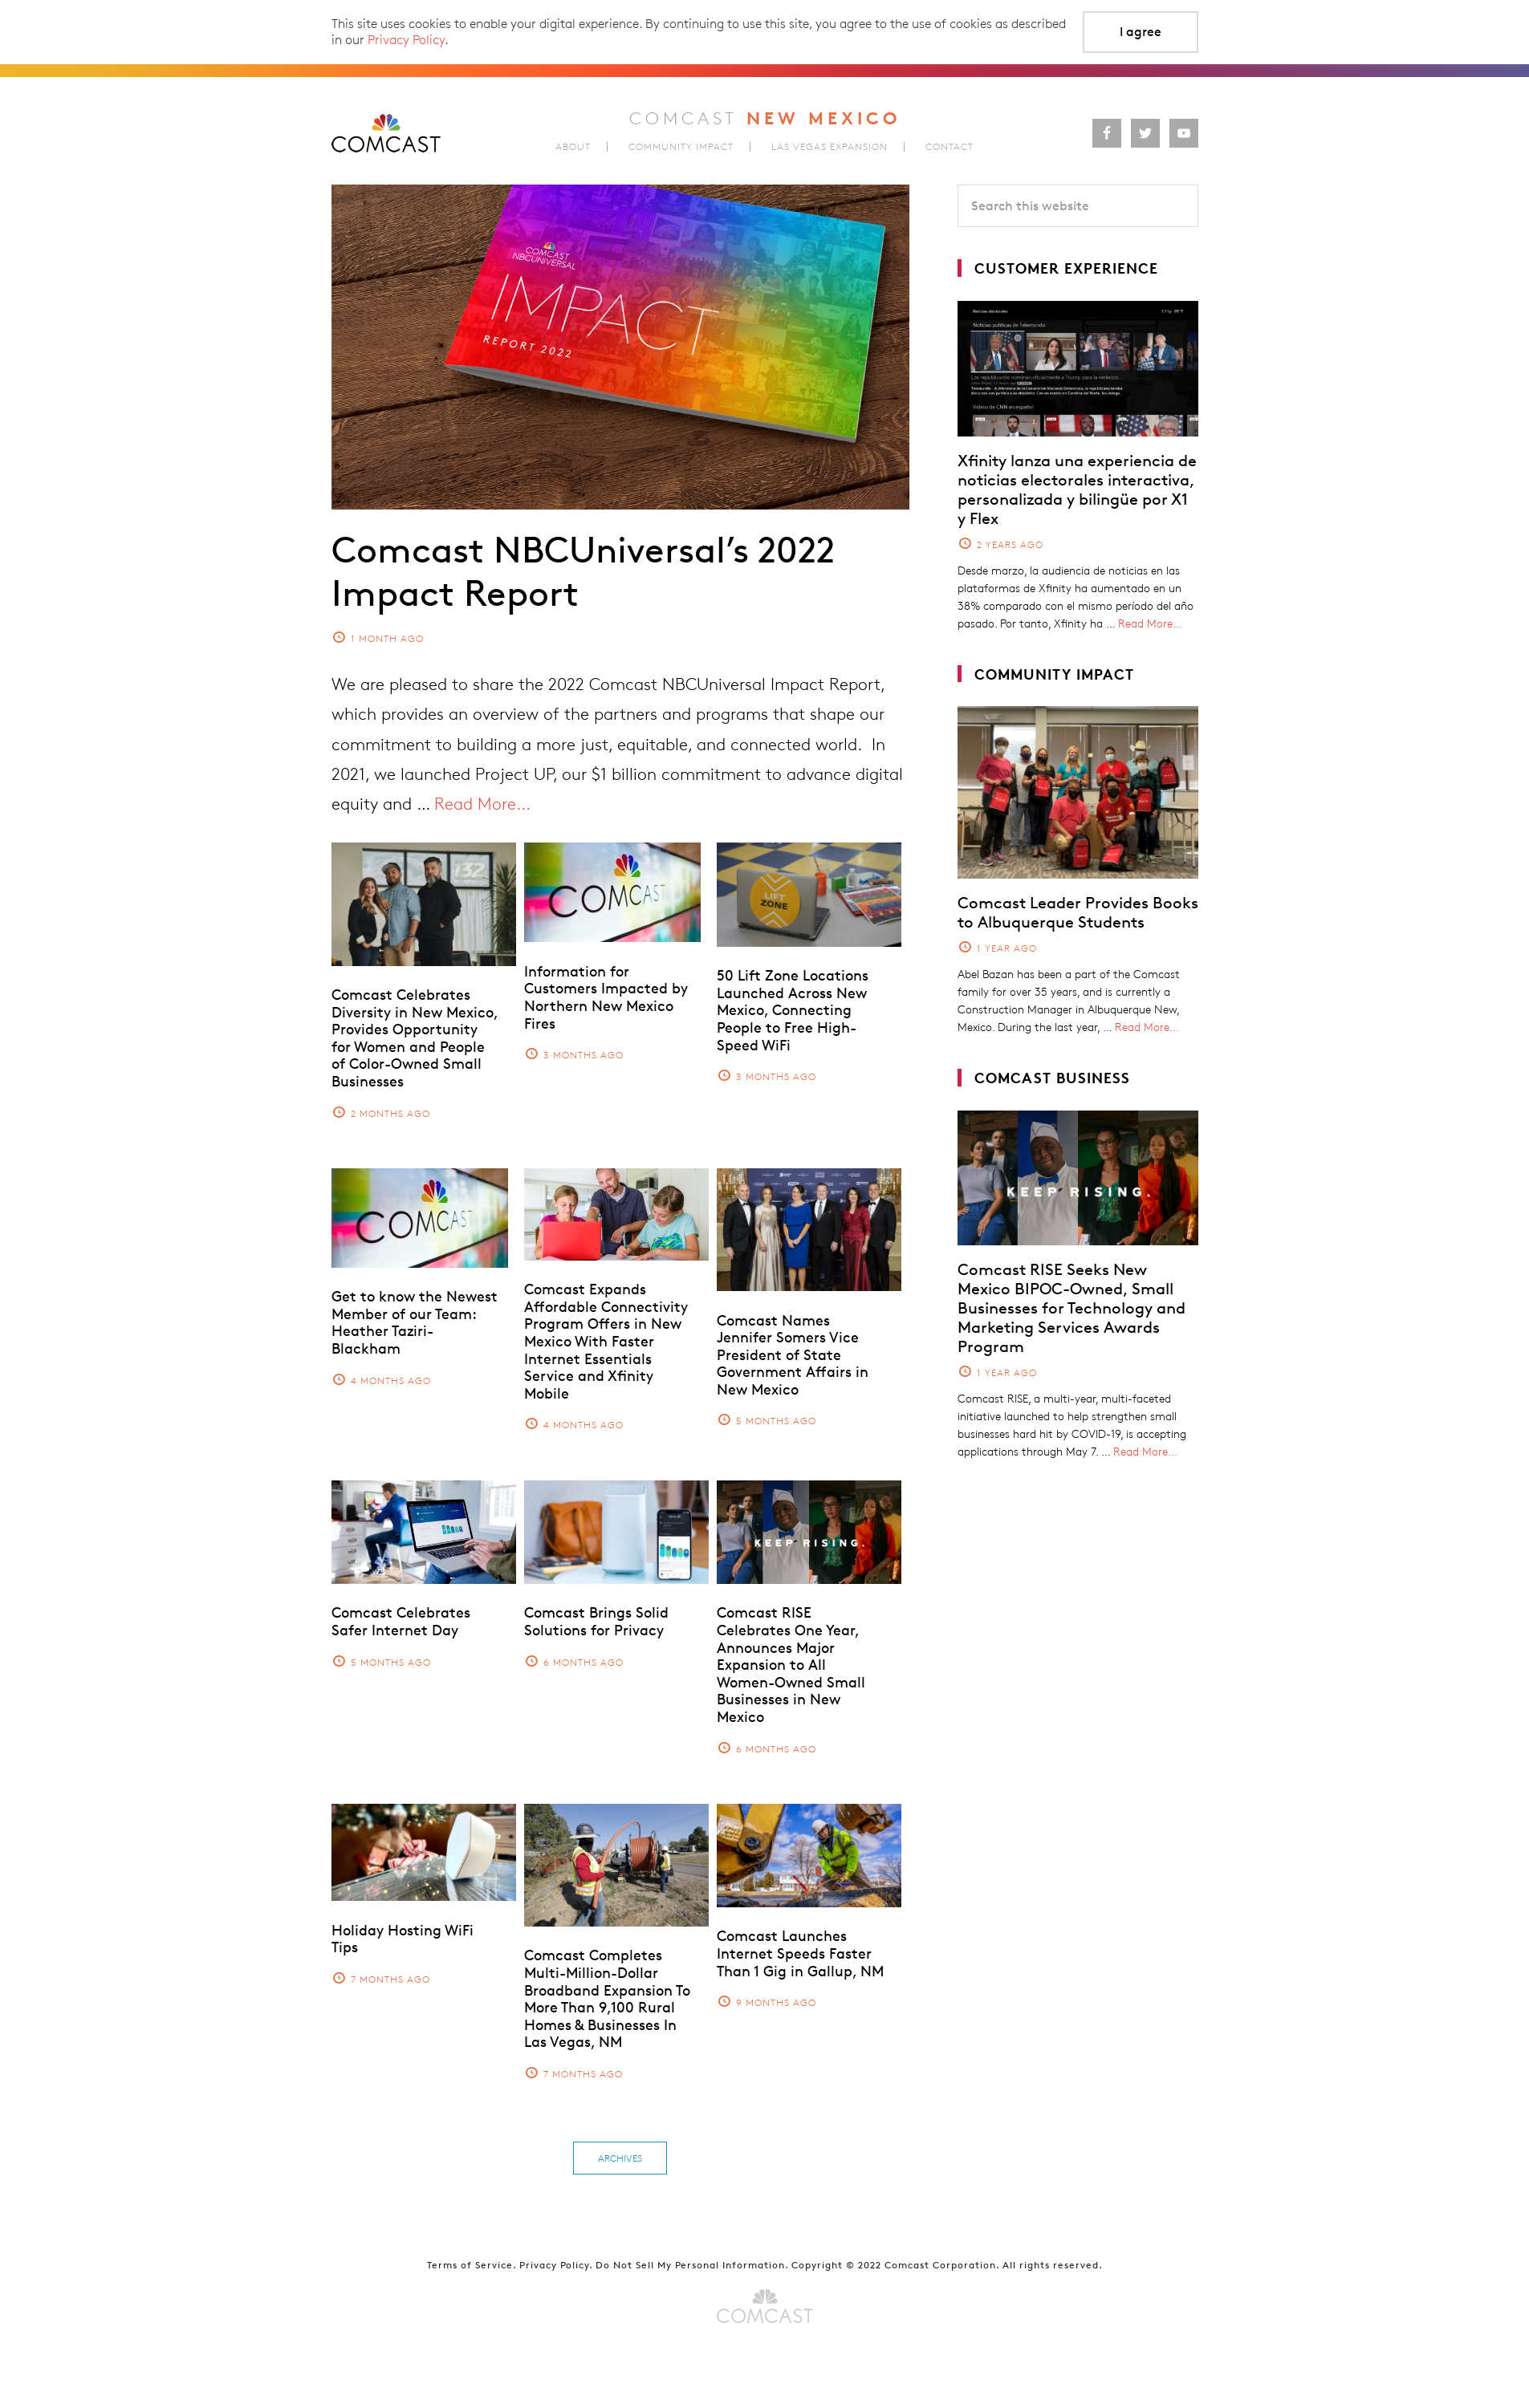 This site uses cookies to enable your digital experience. By continuing to use this site, you agree to the use of cookies as described
in our Privacy Policy.
I agree
COMCAST
COMCAST NEW MEXICO
ABOUT
COMMUNITY IMPACT
LAS VEGAS EXPANSION
CONTACT
COMCAST
NBCUNIVERSAL
IMPACT
REPORT 2022
Comcast NBCUniversal’s 2022
Impact Report
1 MONTH AGO
We are pleased to share the 2022 Comcast NBCUniversal Impact Report,
which provides an overview of the partners and programs that shape our
commitment to building a more just, equitable, and connected world.  In
2021, we launched Project UP, our $1 billion commitment to advance digital
equity and ... Read More...
COMCAST
LIFT
ZONE
Comcast Celebrates
Diversity in New Mexico,
Provides Opportunity
for Women and People
of Color-Owned Small
Businesses
2 MONTHS AGO
Information for
Customers Impacted by
Northern New Mexico
Fires
3 MONTHS AGO
50 Lift Zone Locations
Launched Across New
Mexico, Connecting
People to Free High-
Speed WiFi
3 MONTHS AGO
COMCAST
Get to know the Newest
Member of our Team:
Heather Taziri-
Blackham
4 MONTHS AGO
Comcast Expands
Affordable Connectivity
Program Offers in New
Mexico With Faster
Internet Essentials
Service and Xfinity
Mobile
4 MONTHS AGO
Comcast Names
Jennifer Somers Vice
President of State
Government Affairs in
New Mexico
5 MONTHS AGO
Comcast Celebrates
Safer Internet Day
5 MONTHS AGO
Comcast Brings Solid
Solutions for Privacy
6 MONTHS AGO
KEEP RISING.
Comcast RISE
Celebrates One Year,
Announces Major
Expansion to All
Women-Owned Small
Businesses in New
Mexico
6 MONTHS AGO
Holiday Hosting WiFi
Tips
7 MONTHS AGO
Comcast Completes
Multi-Million-Dollar
Broadband Expansion To
More Than 9,100 Rural
Homes & Businesses In
Las Vegas, NM
7 MONTHS AGO
Comcast Launches
Internet Speeds Faster
Than 1 Gig in Gallup, NM
9 MONTHS AGO
ARCHIVES
Search this website
CUSTOMER EXPERIENCE
Noticias electorales
Noticias políticas de Telemundo
Videos de CNN en español
Xfinity lanza una experiencia de
noticias electorales interactiva,
personalizada y bilingüe por X1
y Flex
2 YEARS AGO
Desde marzo, la audiencia de noticias en las
plataformas de Xfinity ha aumentado en un
38% comparado con el mismo período del año
pasado. Por tanto, Xfinity ha ... Read More...
COMMUNITY IMPACT
Comcast Leader Provides Books
to Albuquerque Students
1 YEAR AGO
Abel Bazan has been a part of the Comcast
family for over 35 years, and is currently a
Construction Manager in Albuquerque New,
Mexico. During the last year, ... Read More...
COMCAST BUSINESS
KEEP RISING.
Comcast RISE Seeks New
Mexico BIPOC-Owned, Small
Businesses for Technology and
Marketing Services Awards
Program
1 YEAR AGO
Comcast RISE, a multi-year, multi-faceted
initiative launched to help strengthen small
businesses hard hit by COVID-19, is accepting
applications through May 7. ... Read More...
Terms of Service. Privacy Policy. Do Not Sell My Personal Information. Copyright © 2022 Comcast Corporation. All rights reserved.
COMCAST